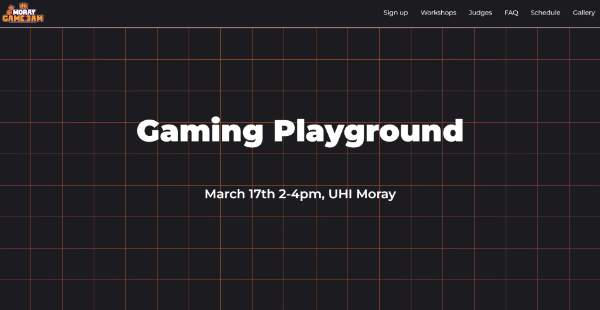 MORAY
GAME JAM
Sign up Workshops Judges FAQ Schedule Gallery
Gaming Playground
March 17th 2-4pm, UHI Moray